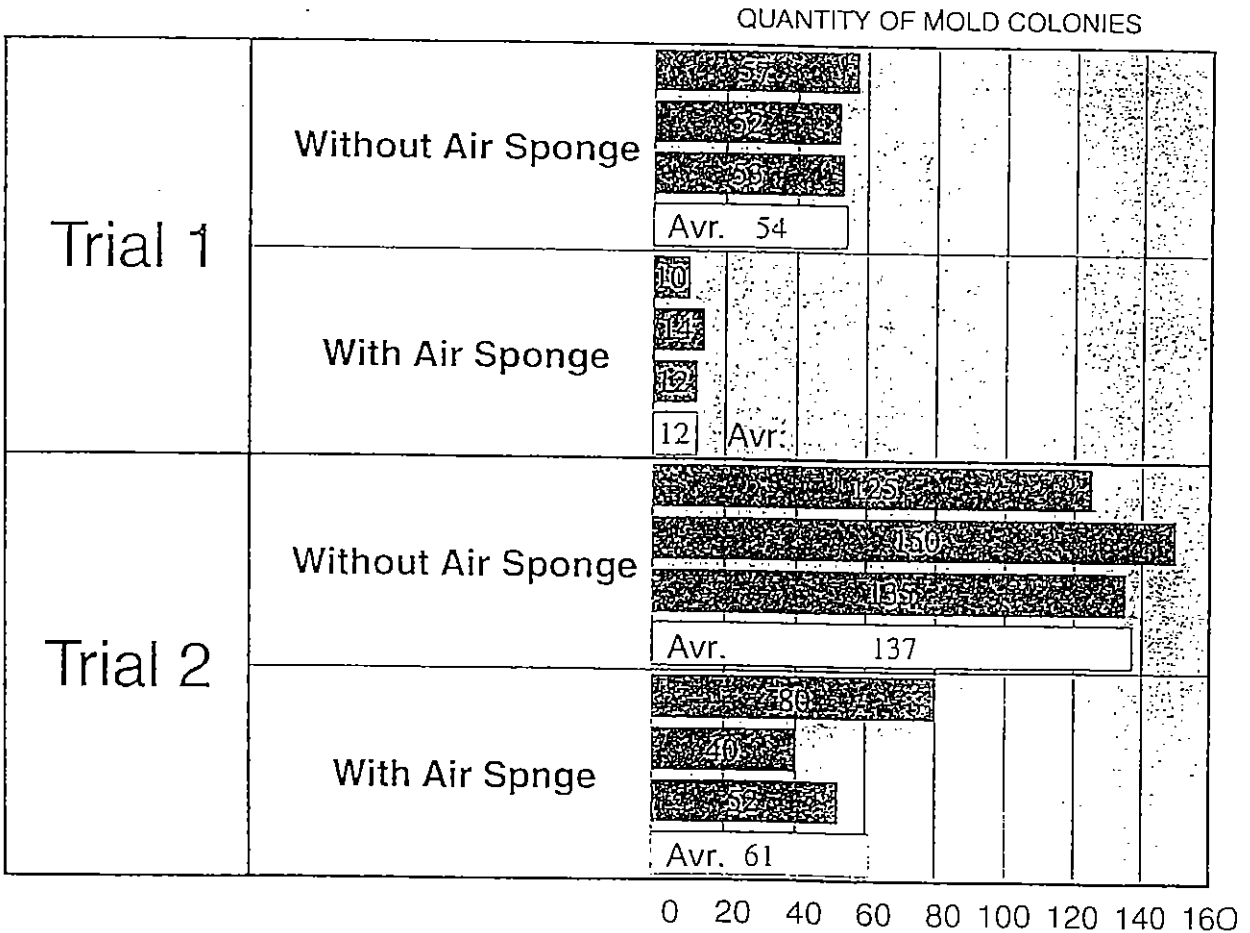 QUANTITY OF MOLD COLONIES
Trial 1
Without Air Sponge
57
52
53
Avr. 54
With Air Sponge
10
14
12
12 Avr.
Trial 2
Without Air Sponge
125
150
135
Avr. 137
With Air Spnge
80
40
52
Avr. 61
0 20 40 60 80 100 120 140 160